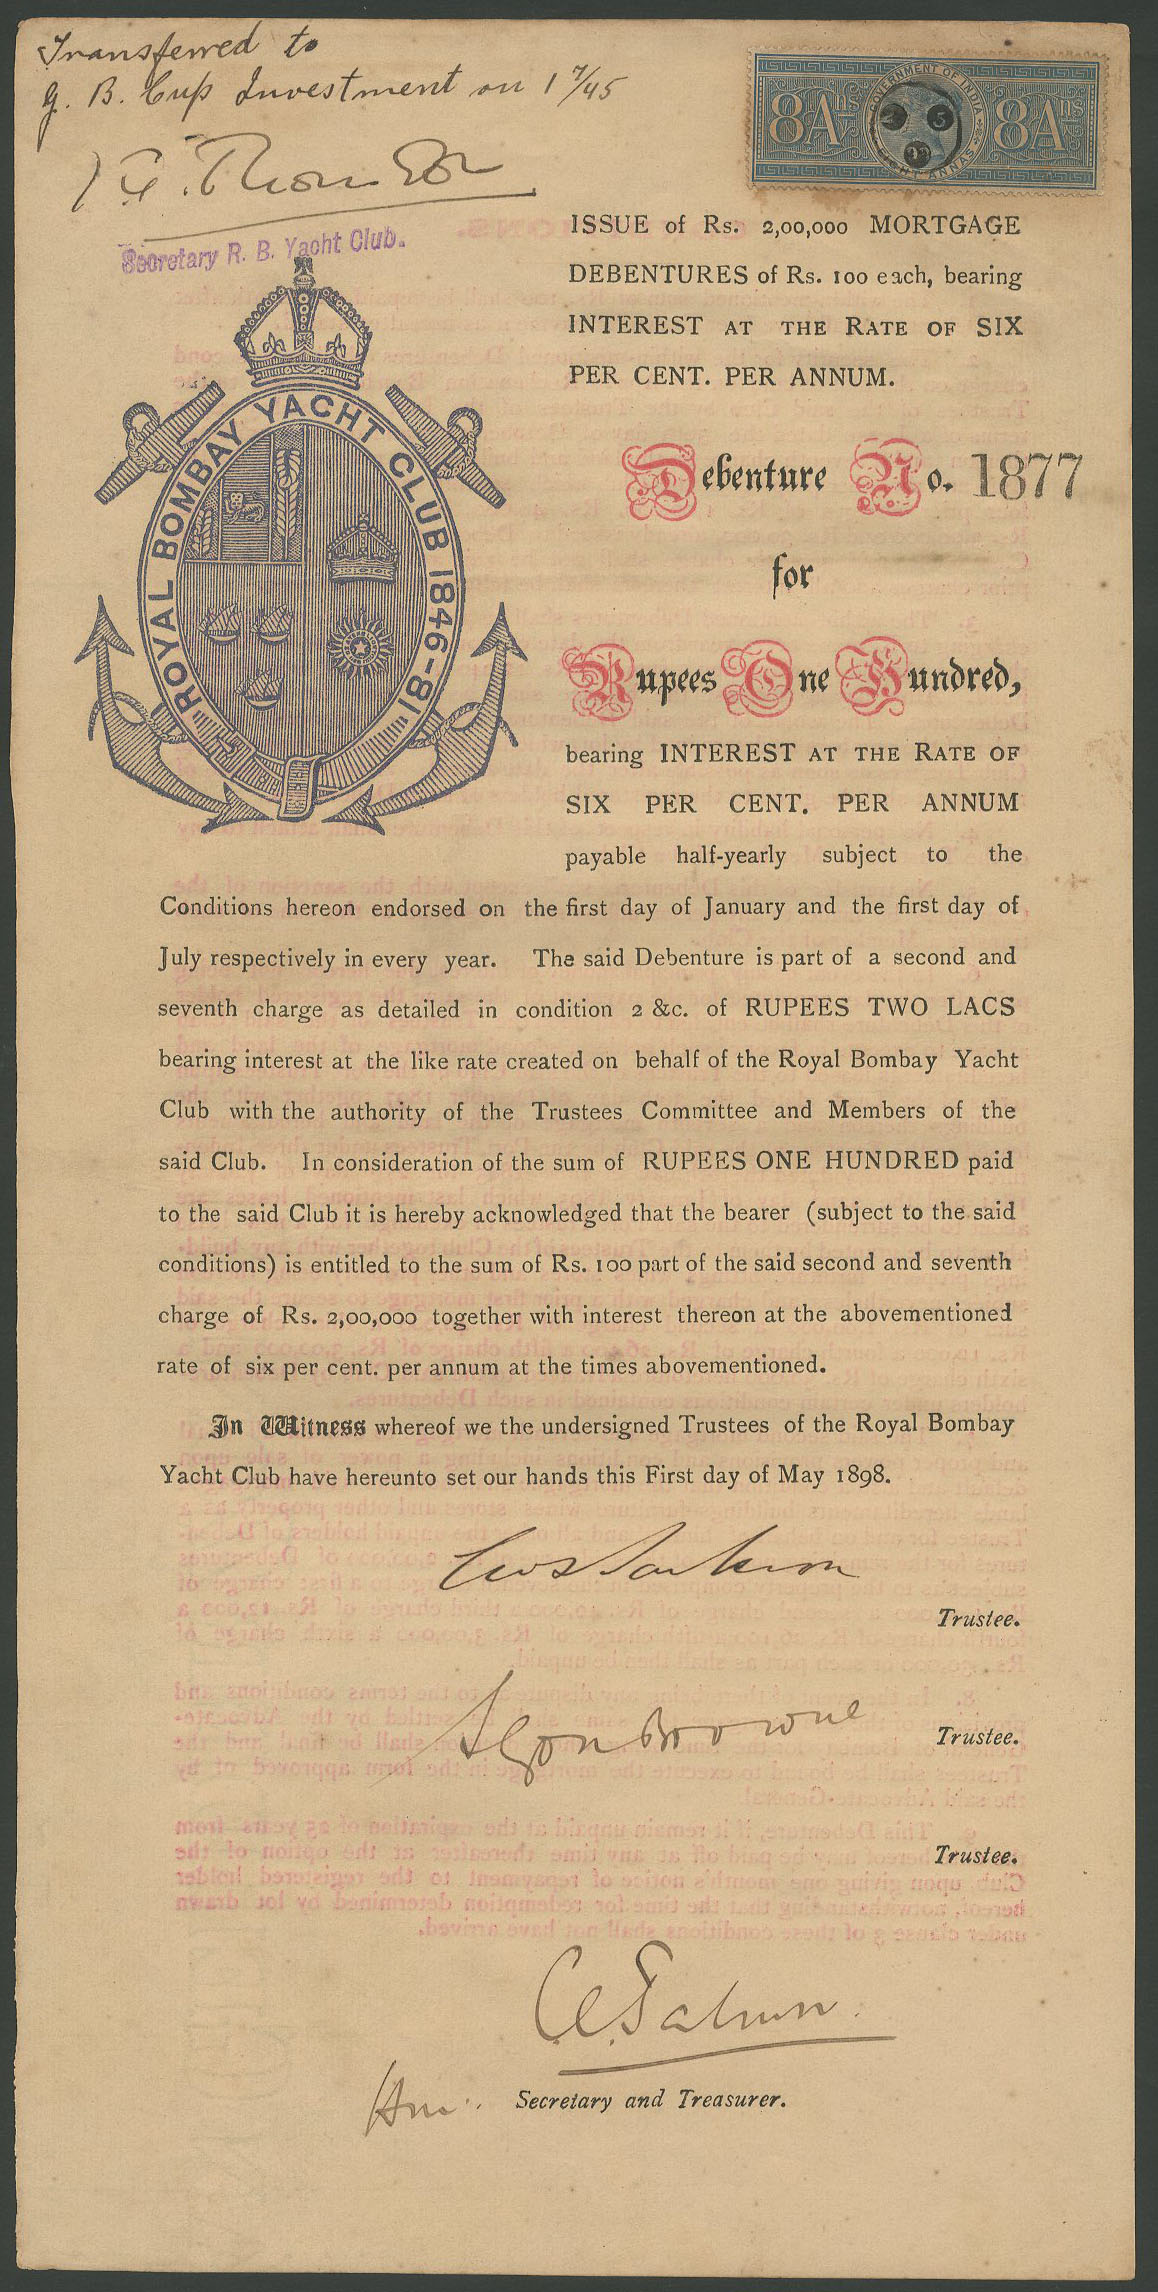 Transferred to
G. B. Cup Investment on 1 7/45
Secretary R. B. Yacht Club.
8 Ans GOVERNMENT OF INDIA EIGHT ANNAS 8 Ans
ROYAL BOMBAY YACHT CLUB 1846-81
ISSUE of Rs. 2,00,000 MORTGAGE
DEBENTURES of Rs. 100 each, bearing
INTEREST AT THE RATE OF SIX
PER CENT. PER ANNUM.
Debenture No. 1877
for
Rupees One Hundred,
bearing INTEREST AT THE RATE OF
SIX PER CENT. PER ANNUM
payable half-yearly subject to the
Conditions hereon endorsed on the first day of January and the first day of
July respectively in every year. The said Debenture is part of a second and
seventh charge as detailed in condition 2 &c. of RUPEES TWO LACS
bearing interest at the like rate created on behalf of the Royal Bombay Yacht
Club with the authority of the Trustees Committee and Members of the
said Club. In consideration of the sum of RUPEES ONE HUNDRED paid
to the said Club it is hereby acknowledged that the bearer (subject to the said
conditions) is entitled to the sum of Rs. 100 part of the said second and seventh
charge of Rs. 2,00,000 together with interest thereon at the abovementioned
rate of six per cent. per annum at the times abovementioned.
In Witness whereof we the undersigned Trustees of the Royal Bombay
Yacht Club have hereunto set our hands this First day of May 1898.
Trustee.
Trustee.
Trustee.
Hon. Secretary and Treasurer.